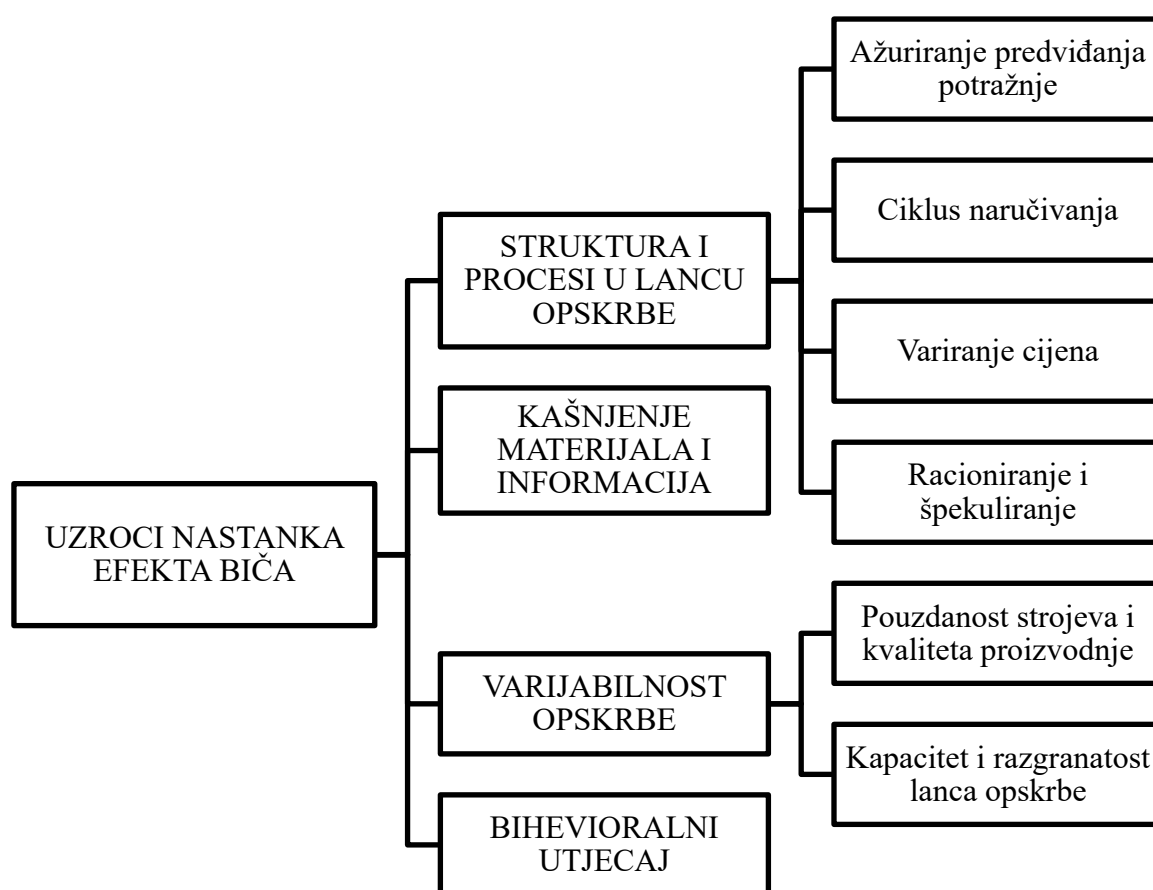 UZROCI NASTANKA
EFEKTA BIČA
STRUKTURA I
PROCESI U LANCU
OPSKRBE
Ažuriranje predviđanja
potražnje
Ciklus naručivanja
Variranje cijena
Racioniranje i
špekuliranje
KAŠNJENJE
MATERIJALA I
INFORMACIJA
VARIJABILNOST
OPSKRBE
Pouzdanost strojeva i
kvaliteta proizvodnje
Kapacitet i razgranatost
lanca opskrbe
BIHEVIORALNI
UTJECAJ